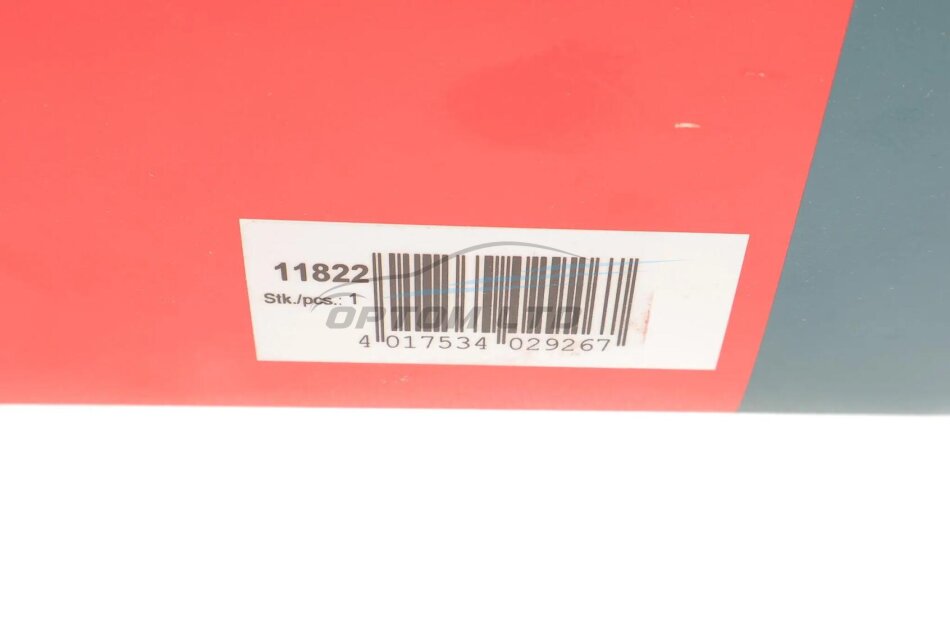 11822
Stk./pcs.: 1
4 017534 029267
OPTOM LTD